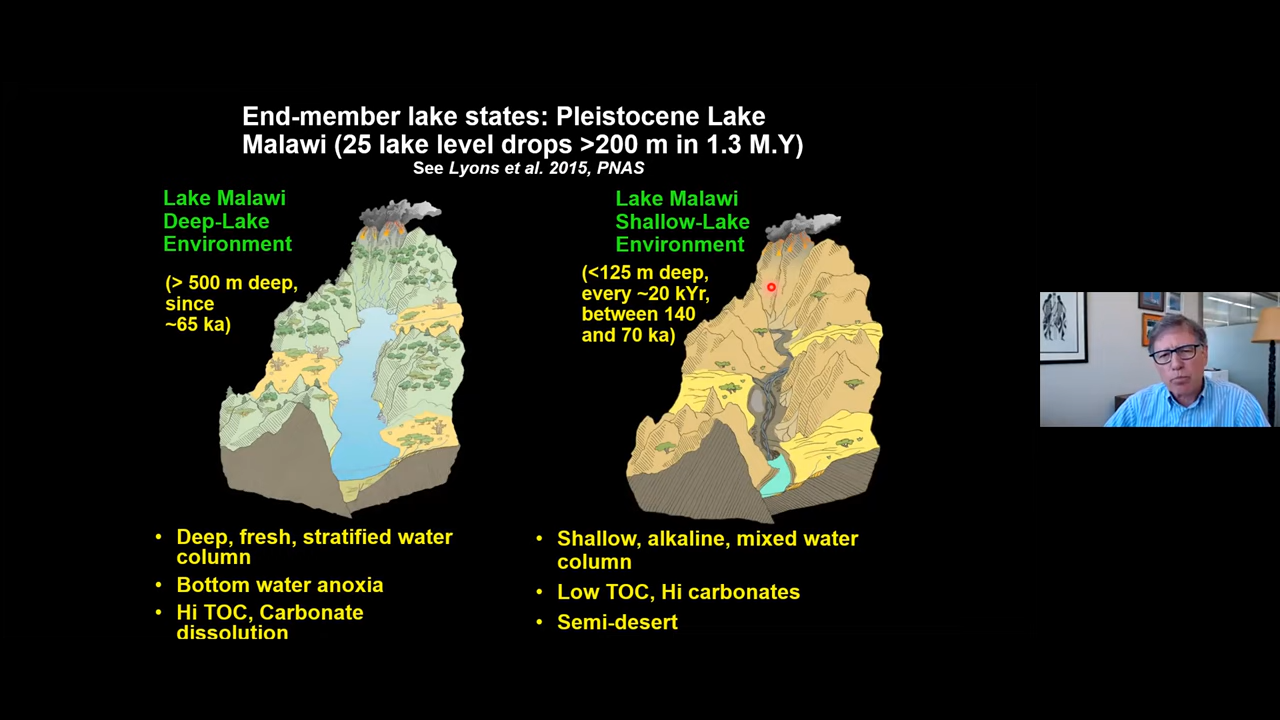 End-member lake states: Pleistocene Lake
Malawi (25 lake level drops >200 m in 1.3 M.Y)
See Lyons et al. 2015, PNAS
Lake Malawi
Deep-Lake
Environment
(> 500 m deep,
since
~65 ka)
Lake Malawi
Shallow-Lake
Environment
(<125 m deep,
every ~20 kYr,
between 140
and 70 ka)
• Deep, fresh, stratified water
column
• Bottom water anoxia
• Hi TOC, Carbonate
dissolution
• Shallow, alkaline, mixed water
column
• Low TOC, Hi carbonates
• Semi-desert